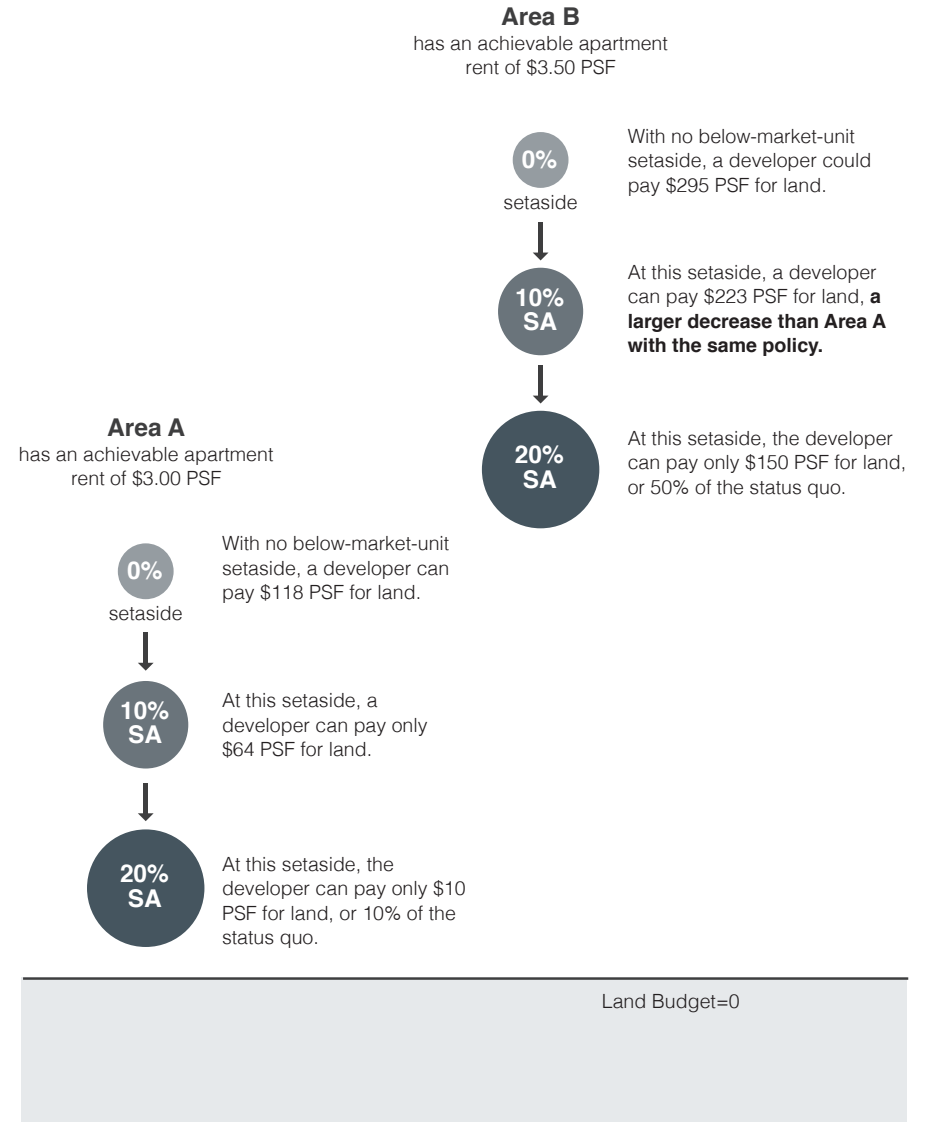 Area B
has an achievable apartment
rent of $3.50 PSF
0%
setaside
With no below-market-unit
setaside, a developer could
pay $295 PSF for land.
10%
SA
At this setaside, a developer
can pay $223 PSF for land, a
larger decrease than Area A
with the same policy.
20%
SA
At this setaside, the developer
can pay only $150 PSF for land,
or 50% of the status quo.
Area A
has an achievable apartment
rent of $3.00 PSF
0%
setaside
With no below-market-unit
setaside, a developer can
pay $118 PSF for land.
10%
SA
At this setaside, a
developer can pay only
$64 PSF for land.
20%
SA
At this setaside, the
developer can pay only $10
PSF for land, or 10% of the
status quo.
Land Budget=0